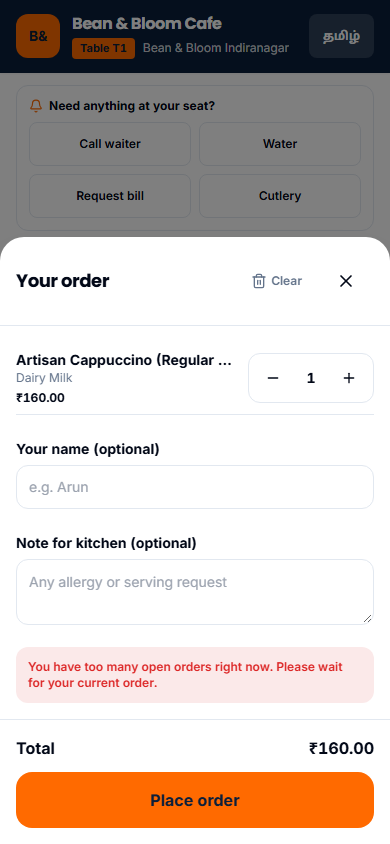 B&
Bean & Bloom Cafe
Table T1
Bean & Bloom Indiranagar
தமிழ்
Need anything at your seat?
Call waiter
Water
Request bill
Cutlery
Your order
Clear
Artisan Cappuccino (Regular ...
Dairy Milk
₹160.00
1
Your name (optional)
e.g. Arun
Note for kitchen (optional)
Any allergy or serving request
You have too many open orders right now. Please wait
for your current order.
Total
₹160.00
Place order